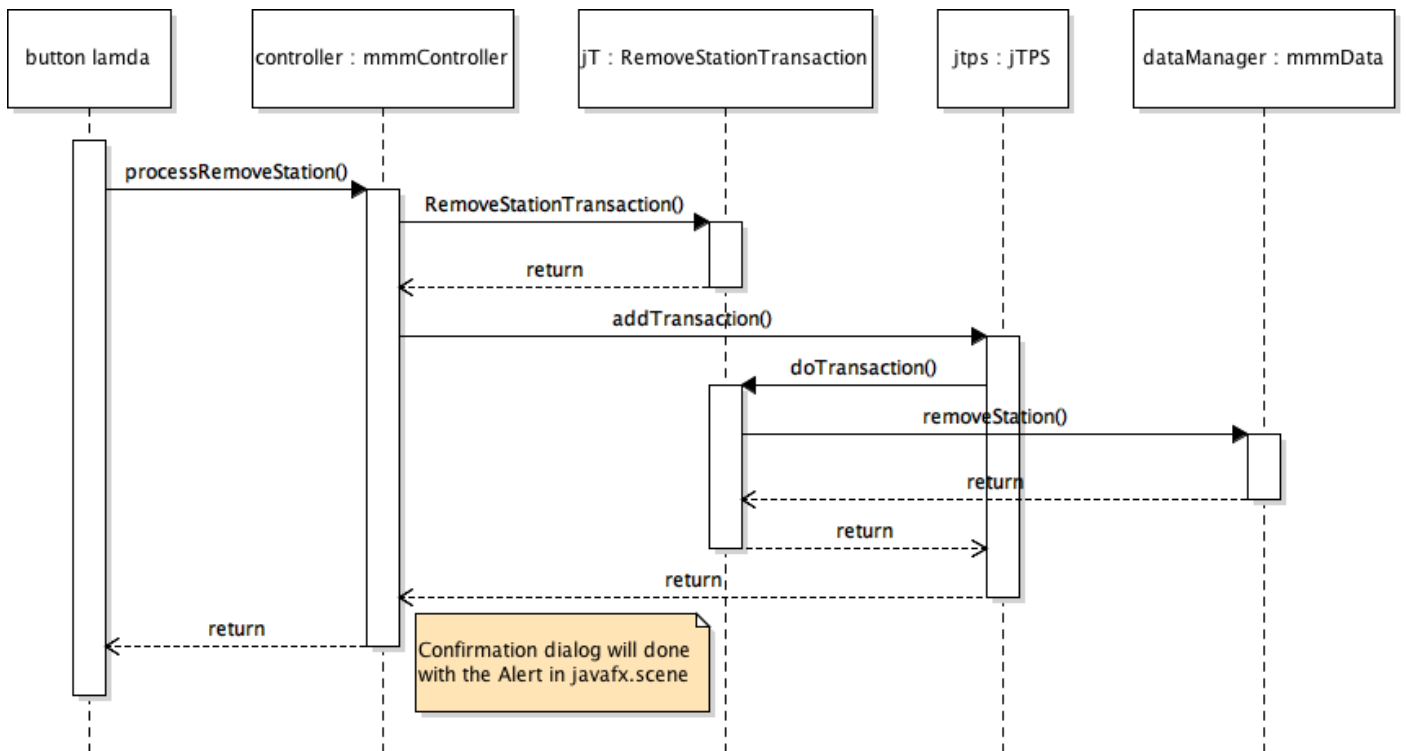 button lamda
controller : mmmController
jT : RemoveStationTransaction
jtps : jTPS
dataManager : mmmData
processRemoveStation()
RemoveStationTransaction()
return
addTransaction()
doTransaction()
removeStation()
return
return
return
return
Confirmation dialog will done
with the Alert in javafx.scene